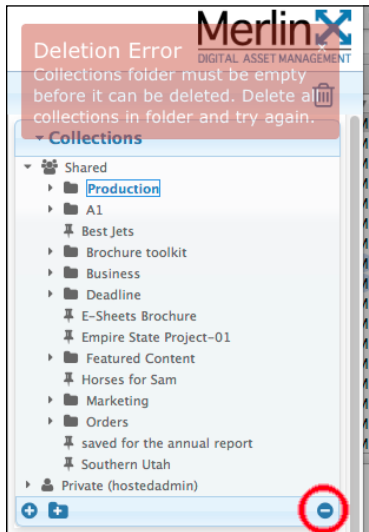 MerlinX
DIGITAL ASSET MANAGEMENT
Deletion Error
Collections folder must be empty
before it can be deleted. Delete all
collections in folder and try again.
Collections
Shared
Production
A1
Best Jets
Brochure toolkit
Business
Deadline
E-Sheets Brochure
Empire State Project-01
Featured Content
Horses for Sam
Marketing
Orders
saved for the annual report
Southern Utah
Private (hostedadmin)